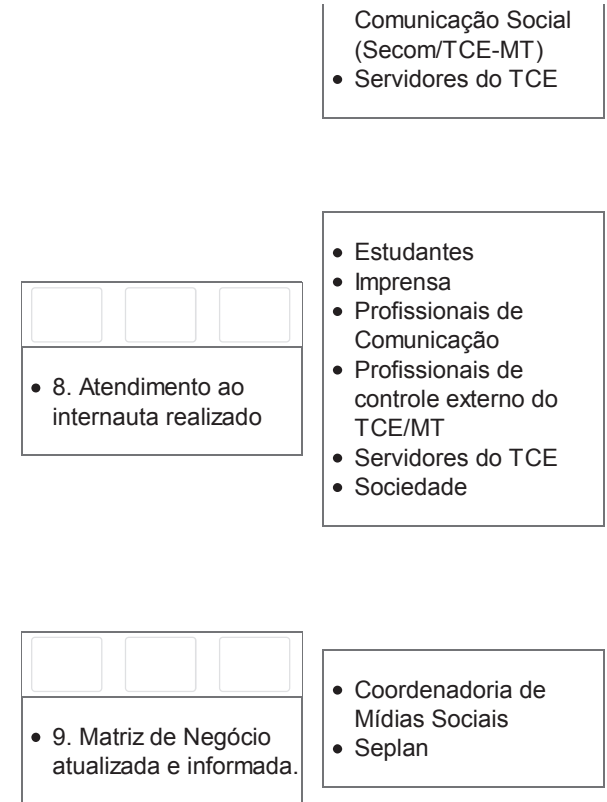 Comunicação Social
(Secom/TCE-MT)
• Servidores do TCE
• 8. Atendimento ao
internauta realizado
• Estudantes
• Imprensa
• Profissionais de
Comunicação
• Profissionais de
controle externo do
TCE/MT
• Servidores do TCE
• Sociedade
• 9. Matriz de Negócio
atualizada e informada.
• Coordenadoria de
Mídias Sociais
• Seplan